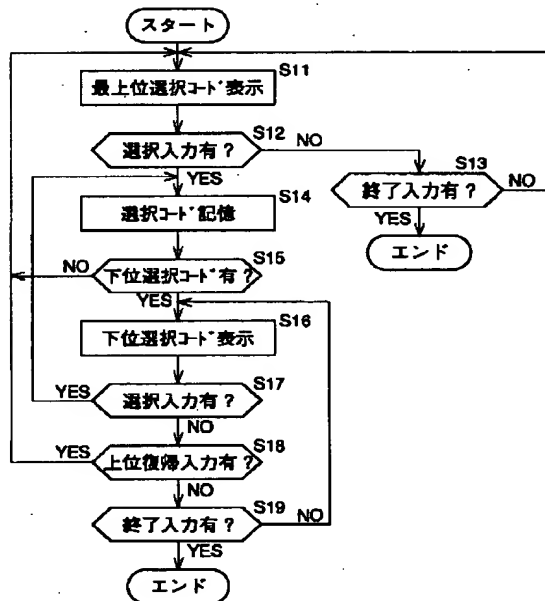 スタート
S11
最上位選択コード表示
S12
選択入力有?
NO
YES
S13
終了入力有?
NO
YES
エンド
S14
選択コード記憶
S15
下位選択コード有?
NO
YES
S16
下位選択コード表示
S17
選択入力有?
YES
NO
S18
上位復帰入力有?
YES
NO
S19
終了入力有?
NO
YES
エンド